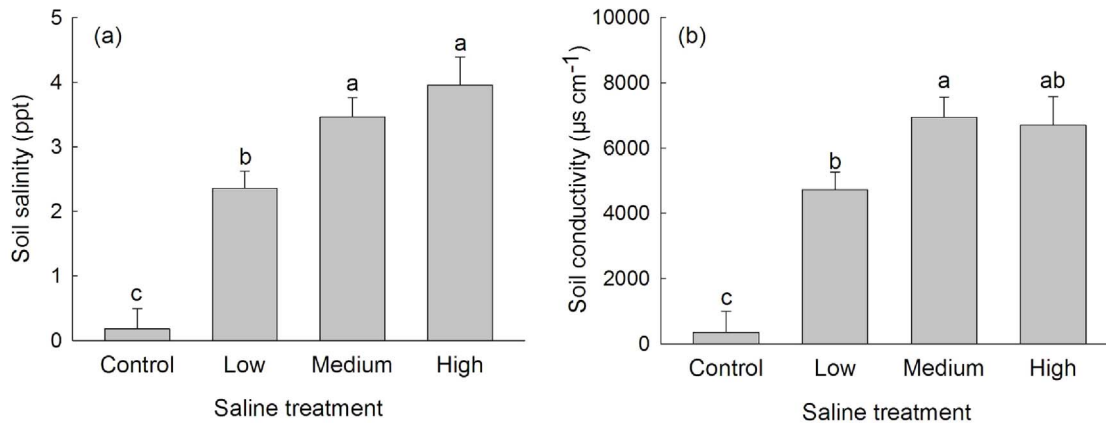 (a)
Soil salinity (ppt)
5
4
3
2
1
0
c
b
a
a
Control Low Medium High
Saline treatment
(b)
Soil conductivity (µs cm⁻¹)
10000
8000
6000
4000
2000
0
c
b
a
ab
Control Low Medium High
Saline treatment